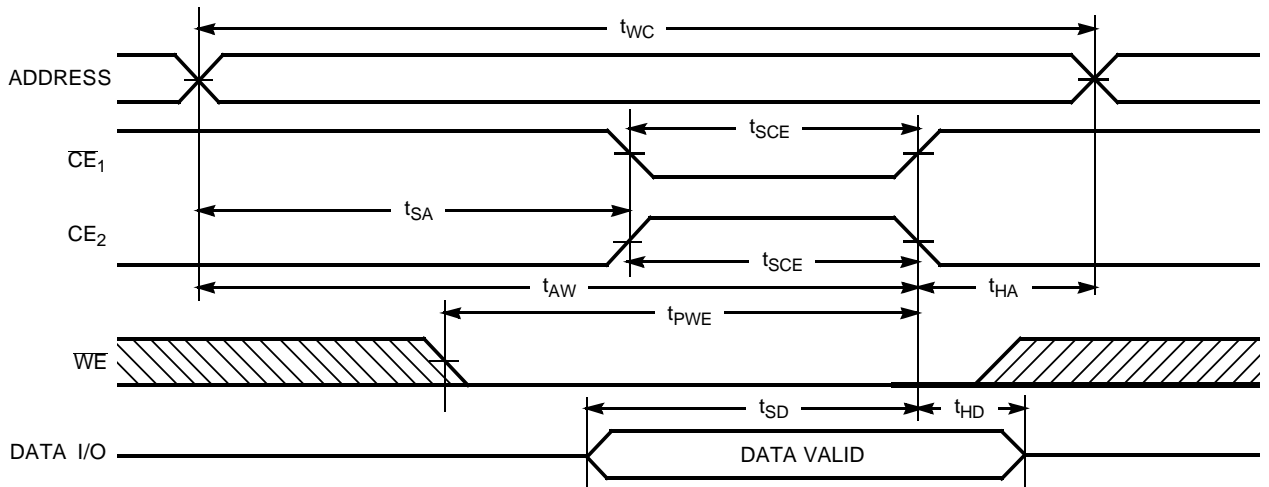 tWC
ADDRESS
tSCE
CE1
tSA
CE2
tSCE
tAW
tHA
tPWE
WE
tSD
tHD
DATA I/O
DATA VALID